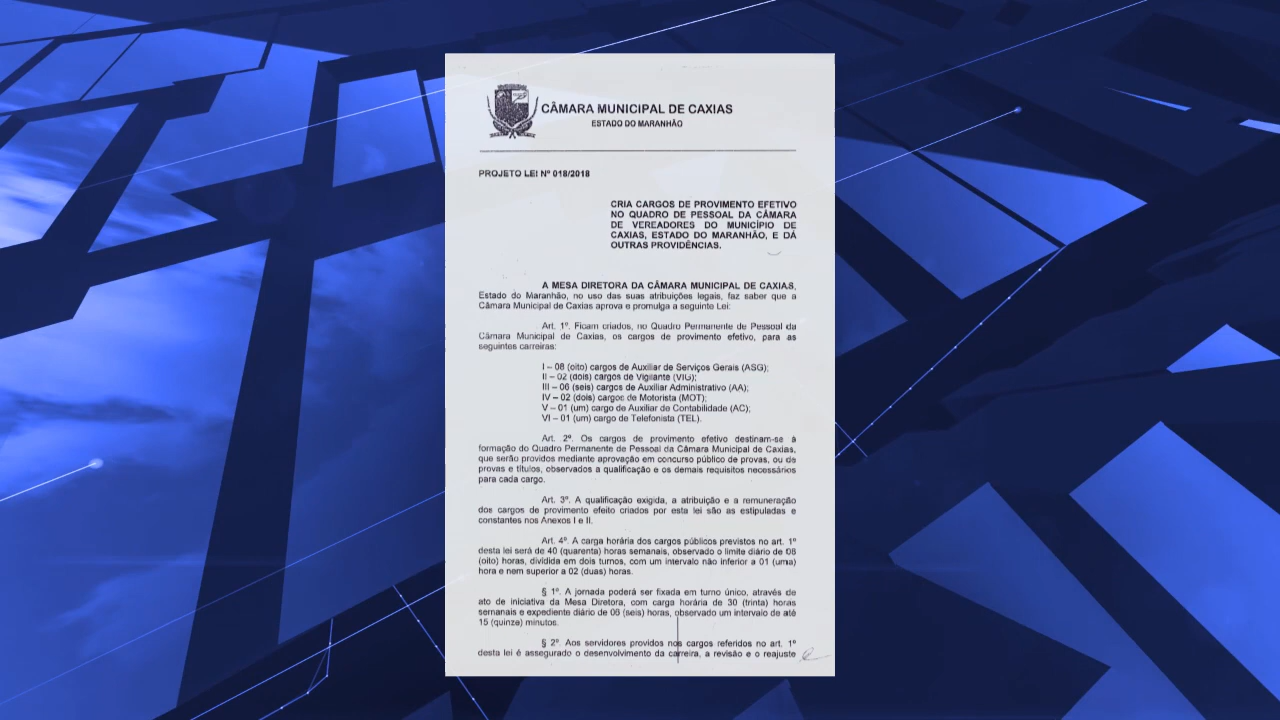 CÂMARA MUNICIPAL DE CAXIAS
ESTADO DO MARANHÃO
PROJETO LEI Nº 018/2018
CRIA CARGOS DE PROVIMENTO EFETIVO
NO QUADRO DE PESSOAL DA CÂMARA
DE VEREADORES DO MUNICÍPIO DE
CAXIAS, ESTADO DO MARANHÃO, E DÁ
OUTRAS PROVIDÊNCIAS.
A MESA DIRETORA DA CÂMARA MUNICIPAL DE CAXIAS,
Estado do Maranhão, no uso das suas atribuições legais, faz saber que a
Câmara Municipal de Caxias aprova e promulga a seguinte Lei:
Art. 1º. Ficam criados, no Quadro Permanente de Pessoal da
Câmara Municipal de Caxias, os cargos de provimento efetivo, para as
seguintes carreiras:
I – 08 (oito) cargos de Auxiliar de Serviços Gerais (ASG);
II – 02 (dois) cargos de Vigilante (VIG);
III – 06 (seis) cargos de Auxiliar Administrativo (AA);
IV – 02 (dois) cargos de Motorista (MOT);
V – 01 (um) cargo de Auxiliar de Contabilidade (AC);
VI – 01 (um) cargo de Telefonista (TEL).
Art. 2º. Os cargos de provimento efetivo destinam-se à
formação do Quadro Permanente de Pessoal da Câmara Municipal de Caxias,
que serão providos mediante aprovação em concurso público de provas, ou de
provas e títulos, observados a qualificação e os demais requisitos necessários
para cada cargo.
Art. 3º. A qualificação exigida, a atribuição e a remuneração
dos cargos de provimento efeito criados por esta lei são as estipuladas e
constantes nos Anexos I e II.
Art. 4º. A carga horária dos cargos públicos previstos no art. 1º
desta lei será de 40 (quarenta) horas semanais, observado o limite diário de 08
(oito) horas, dividida em dois turnos, com um intervalo não inferior a 01 (uma)
hora e nem superior a 02 (duas) horas.
§ 1º. A jornada poderá ser fixada em turno único, através de
ato de iniciativa da Mesa Diretora, com carga horária de 30 (trinta) horas
semanais e expediente diário de 06 (seis) horas, observado um intervalo de até
15 (quinze) minutos.
§ 2º. Aos servidores providos nos cargos referidos no art. 1º
desta lei é assegurado o desenvolvimento da carreira, a revisão e o reajuste